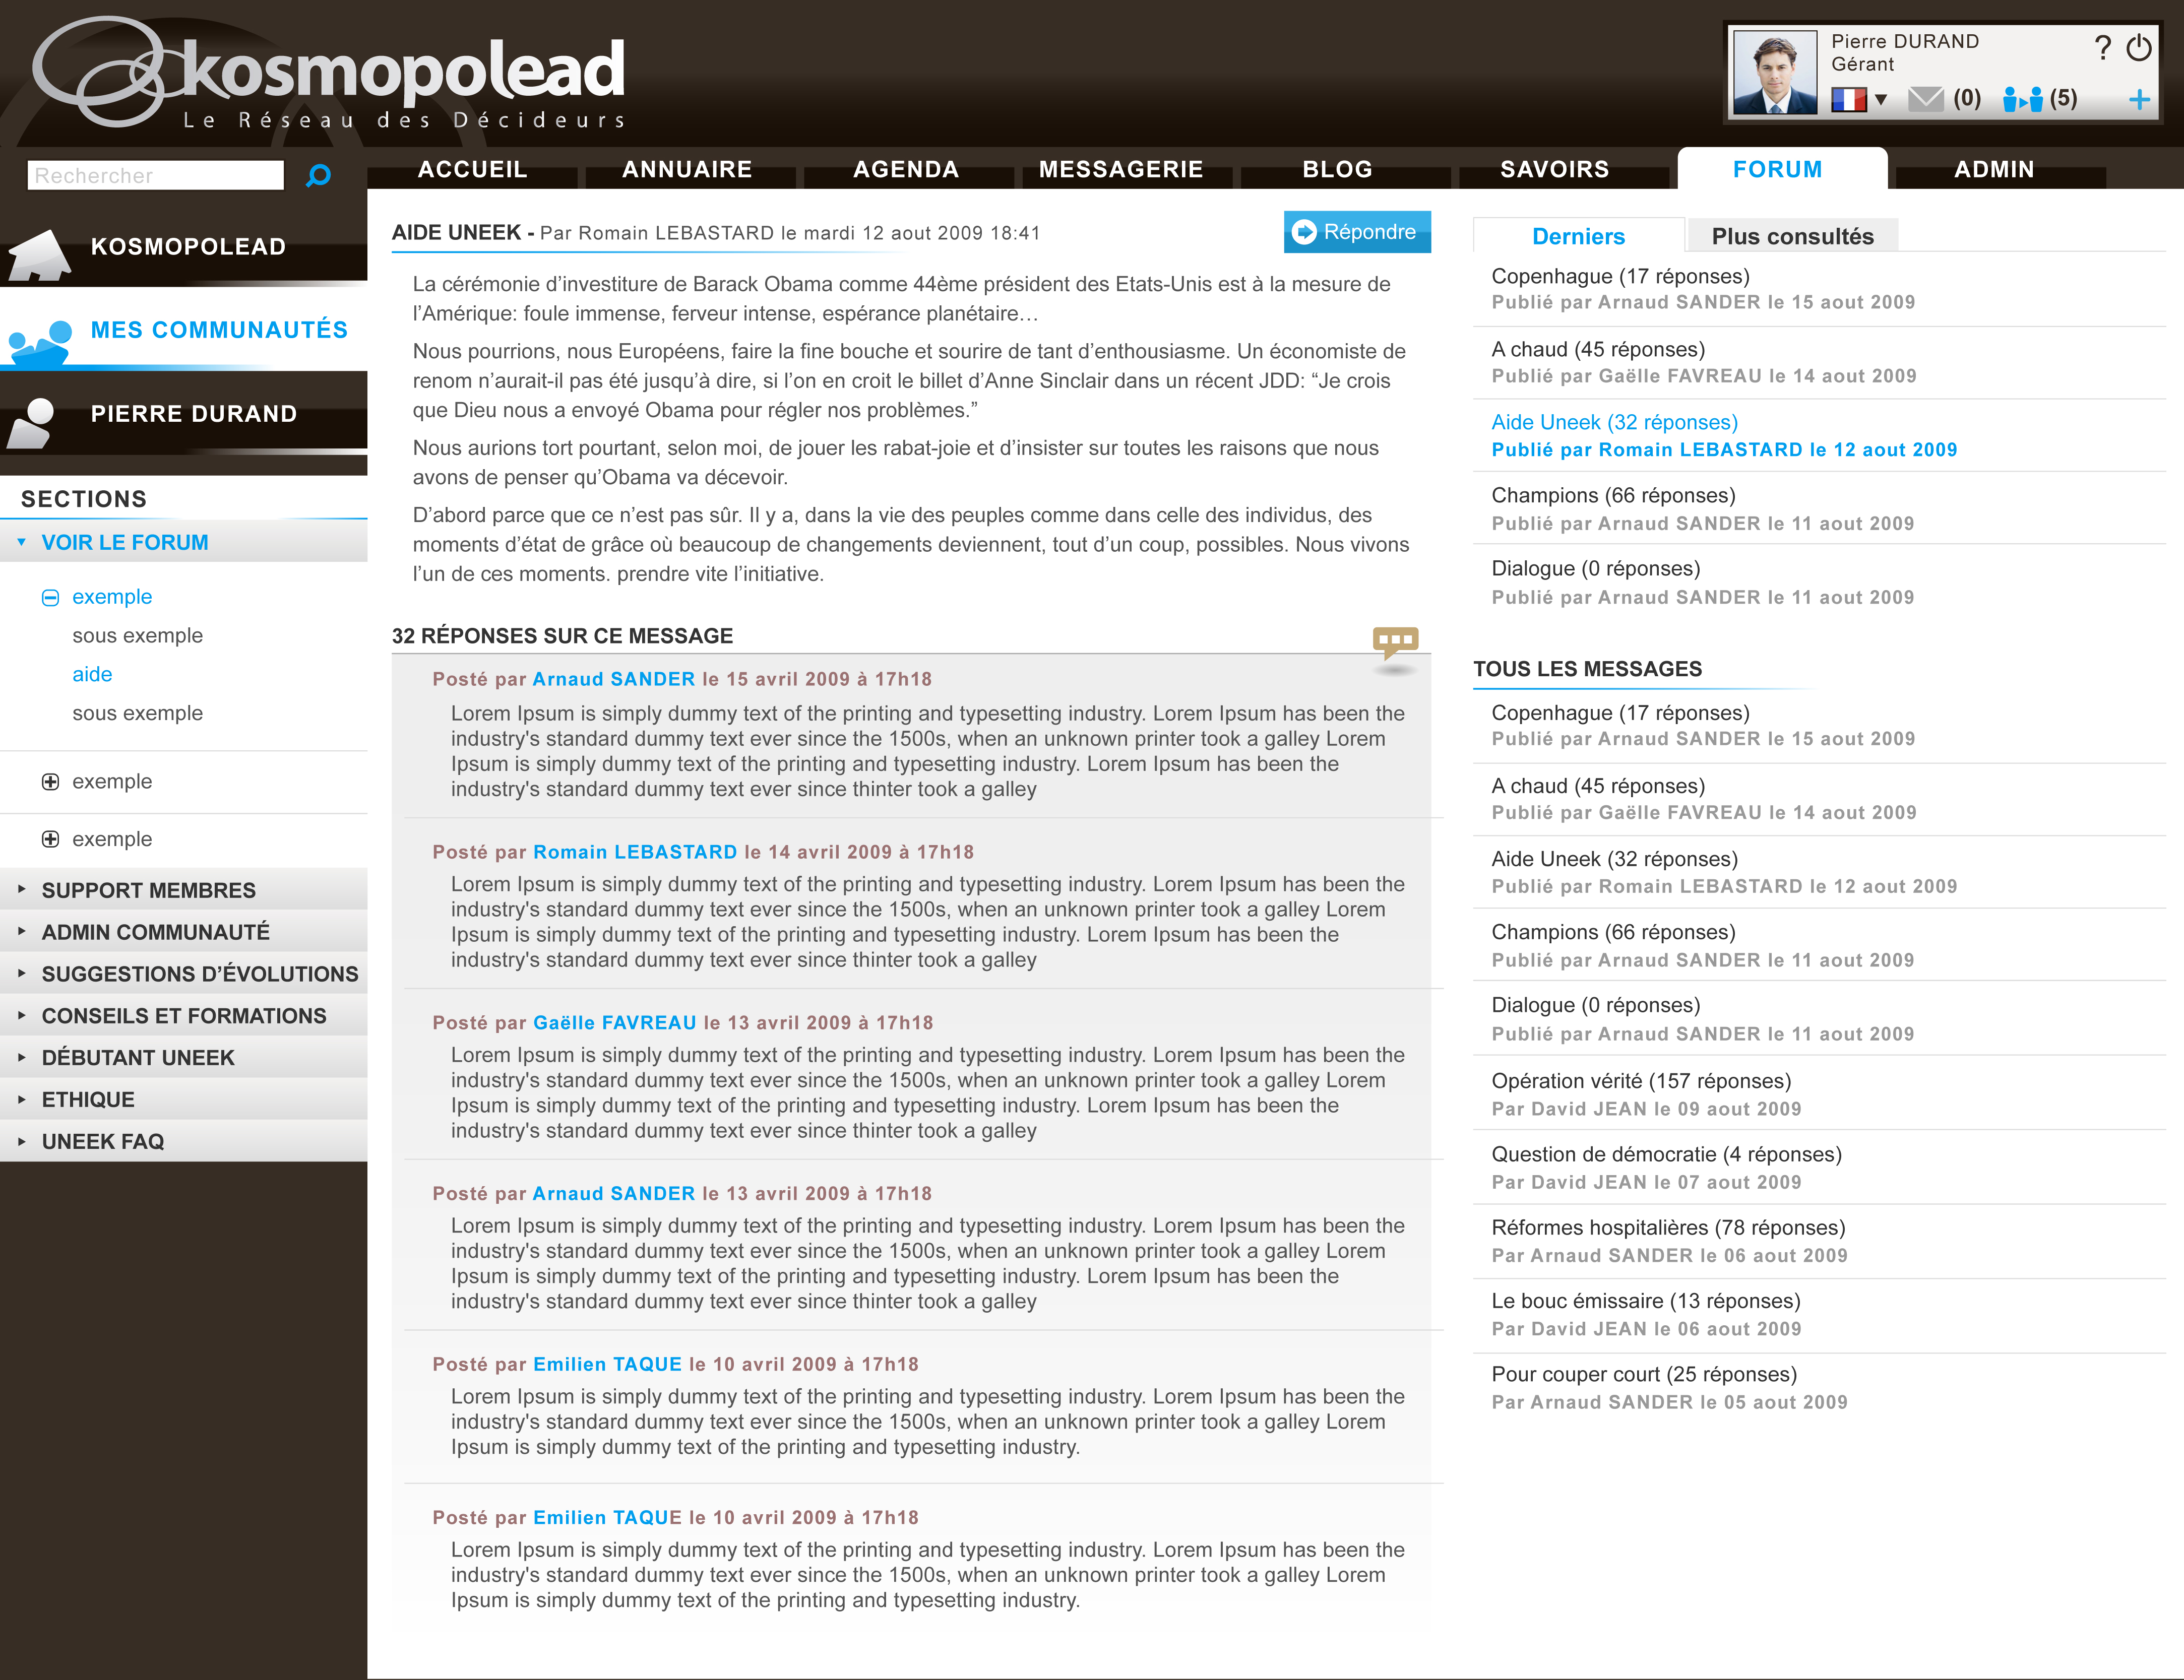 kosmopolead
Le Réseau des Décideurs
Pierre DURAND
Gérant
?
(0)
(5)
+
Rechercher
ACCUEIL
ANNUAIRE
AGENDA
MESSAGERIE
BLOG
SAVOIRS
FORUM
ADMIN
KOSMOPOLEAD
MES COMMUNAUTÉS
PIERRE DURAND
SECTIONS
VOIR LE FORUM
exemple
sous exemple
aide
sous exemple
exemple
exemple
SUPPORT MEMBRES
ADMIN COMMUNAUTÉ
SUGGESTIONS D’ÉVOLUTIONS
CONSEILS ET FORMATIONS
DÉBUTANT UNEEK
ETHIQUE
UNEEK FAQ
AIDE UNEEK - Par Romain LEBASTARD le mardi 12 aout 2009 18:41
Répondre
La cérémonie d’investiture de Barack Obama comme 44ème président des Etats-Unis est à la mesure de
l’Amérique: foule immense, ferveur intense, espérance planétaire…
Nous pourrions, nous Européens, faire la fine bouche et sourire de tant d’enthousiasme. Un économiste de
renom n’aurait-il pas été jusqu’à dire, si l’on en croit le billet d’Anne Sinclair dans un récent JDD: “Je crois
que Dieu nous a envoyé Obama pour régler nos problèmes.”
Nous aurions tort pourtant, selon moi, de jouer les rabat-joie et d’insister sur toutes les raisons que nous
avons de penser qu’Obama va décevoir.
D’abord parce que ce n’est pas sûr. Il y a, dans la vie des peuples comme dans celle des individus, des
moments d’état de grâce où beaucoup de changements deviennent, tout d’un coup, possibles. Nous vivons
l’un de ces moments. prendre vite l’initiative.
32 RÉPONSES SUR CE MESSAGE
Posté par Arnaud SANDER le 15 avril 2009 à 17h18
Lorem Ipsum is simply dummy text of the printing and typesetting industry. Lorem Ipsum has been the
industry's standard dummy text ever since the 1500s, when an unknown printer took a galley Lorem
Ipsum is simply dummy text of the printing and typesetting industry. Lorem Ipsum has been the
industry's standard dummy text ever since thinter took a galley
Posté par Romain LEBASTARD le 14 avril 2009 à 17h18
Lorem Ipsum is simply dummy text of the printing and typesetting industry. Lorem Ipsum has been the
industry's standard dummy text ever since the 1500s, when an unknown printer took a galley Lorem
Ipsum is simply dummy text of the printing and typesetting industry. Lorem Ipsum has been the
industry's standard dummy text ever since thinter took a galley
Posté par Gaëlle FAVREAU le 13 avril 2009 à 17h18
Lorem Ipsum is simply dummy text of the printing and typesetting industry. Lorem Ipsum has been the
industry's standard dummy text ever since the 1500s, when an unknown printer took a galley Lorem
Ipsum is simply dummy text of the printing and typesetting industry. Lorem Ipsum has been the
industry's standard dummy text ever since thinter took a galley
Posté par Arnaud SANDER le 13 avril 2009 à 17h18
Lorem Ipsum is simply dummy text of the printing and typesetting industry. Lorem Ipsum has been the
industry's standard dummy text ever since the 1500s, when an unknown printer took a galley Lorem
Ipsum is simply dummy text of the printing and typesetting industry. Lorem Ipsum has been the
industry's standard dummy text ever since thinter took a galley
Posté par Emilien TAQUE le 10 avril 2009 à 17h18
Lorem Ipsum is simply dummy text of the printing and typesetting industry. Lorem Ipsum has been the
industry's standard dummy text ever since the 1500s, when an unknown printer took a galley Lorem
Ipsum is simply dummy text of the printing and typesetting industry.
Posté par Emilien TAQUE le 10 avril 2009 à 17h18
Lorem Ipsum is simply dummy text of the printing and typesetting industry. Lorem Ipsum has been the
industry's standard dummy text ever since the 1500s, when an unknown printer took a galley Lorem
Ipsum is simply dummy text of the printing and typesetting industry.
Derniers
Plus consultés
Copenhague (17 réponses)
Publié par Arnaud SANDER le 15 aout 2009
A chaud (45 réponses)
Publié par Gaëlle FAVREAU le 14 aout 2009
Aide Uneek (32 réponses)
Publié par Romain LEBASTARD le 12 aout 2009
Champions (66 réponses)
Publié par Arnaud SANDER le 11 aout 2009
Dialogue (0 réponses)
Publié par Arnaud SANDER le 11 aout 2009
TOUS LES MESSAGES
Copenhague (17 réponses)
Publié par Arnaud SANDER le 15 aout 2009
A chaud (45 réponses)
Publié par Gaëlle FAVREAU le 14 aout 2009
Aide Uneek (32 réponses)
Publié par Romain LEBASTARD le 12 aout 2009
Champions (66 réponses)
Publié par Arnaud SANDER le 11 aout 2009
Dialogue (0 réponses)
Publié par Arnaud SANDER le 11 aout 2009
Opération vérité (157 réponses)
Par David JEAN le 09 aout 2009
Question de démocratie (4 réponses)
Par David JEAN le 07 aout 2009
Réformes hospitalières (78 réponses)
Par Arnaud SANDER le 06 aout 2009
Le bouc émissaire (13 réponses)
Par David JEAN le 06 aout 2009
Pour couper court (25 réponses)
Par Arnaud SANDER le 05 aout 2009